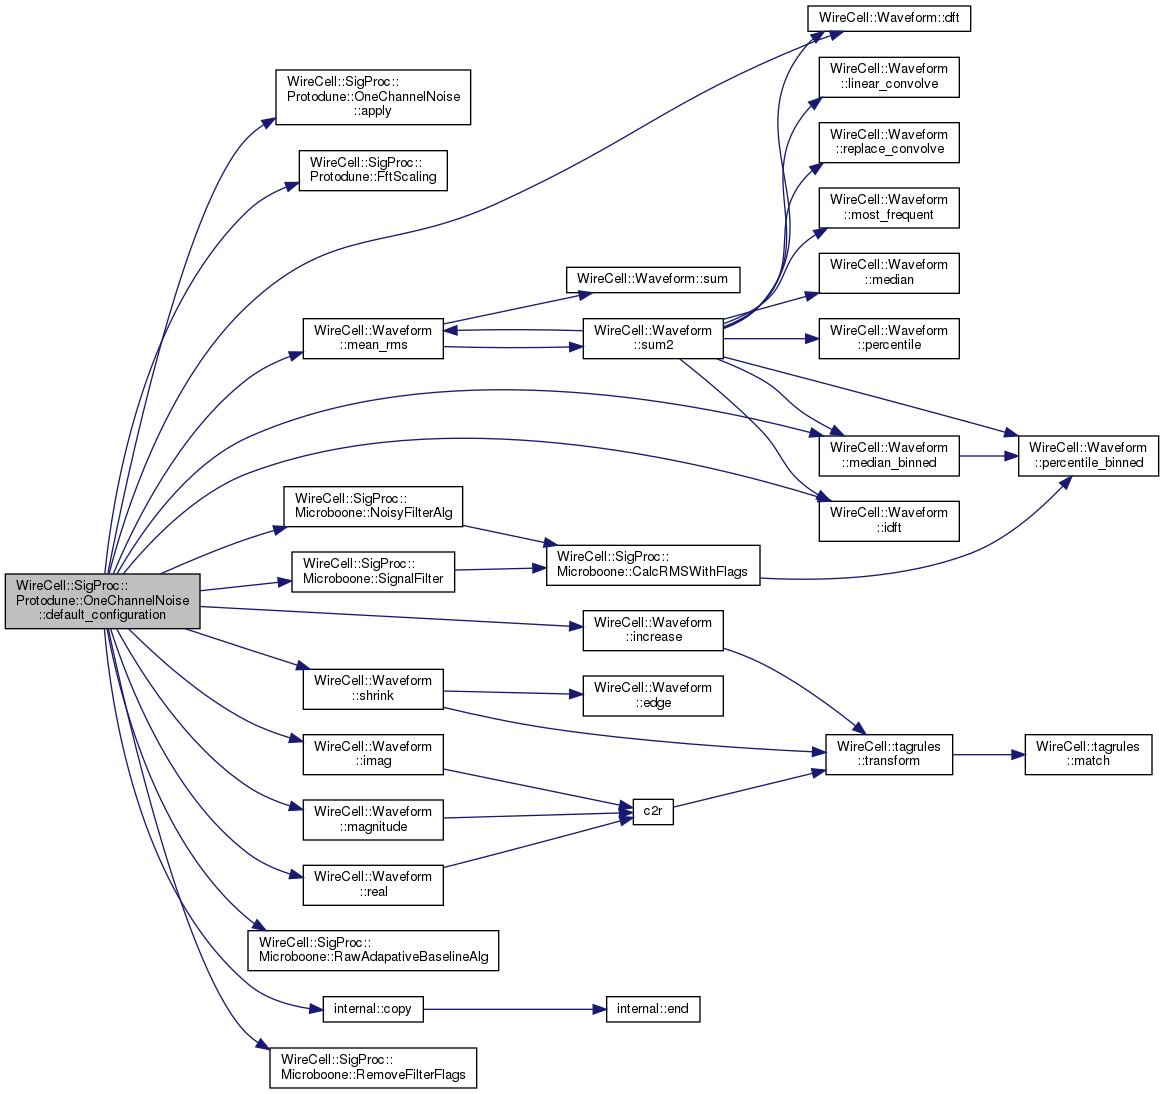 WireCell::Waveform::dft
WireCell::SigProc::
Protodune::OneChannelNoise
::apply
WireCell::Waveform
::linear_convolve
WireCell::Waveform
::replace_convolve
WireCell::SigProc::
Protodune::FftScaling
WireCell::Waveform
::most_frequent
WireCell::Waveform::sum
WireCell::Waveform
::median
WireCell::Waveform
::mean_rms
WireCell::Waveform
::sum2
WireCell::Waveform
::percentile
WireCell::Waveform
::median_binned
WireCell::Waveform
::percentile_binned
WireCell::SigProc::
Microboone::NoisyFilterAlg
WireCell::Waveform
::idft
WireCell::SigProc::
Microboone::SignalFilter
WireCell::SigProc::
Microboone::CalcRMSWithFlags
WireCell::SigProc::
Protodune::OneChannelNoise
::default_configuration
WireCell::Waveform
::increase
WireCell::Waveform
::shrink
WireCell::Waveform
::edge
WireCell::Waveform
::imag
WireCell::tagrules
::transform
WireCell::tagrules
::match
WireCell::Waveform
::magnitude
c2r
WireCell::Waveform
::real
WireCell::SigProc::
Microboone::RawAdapativeBaselineAlg
internal::copy
internal::end
WireCell::SigProc::
Microboone::RemoveFilterFlags